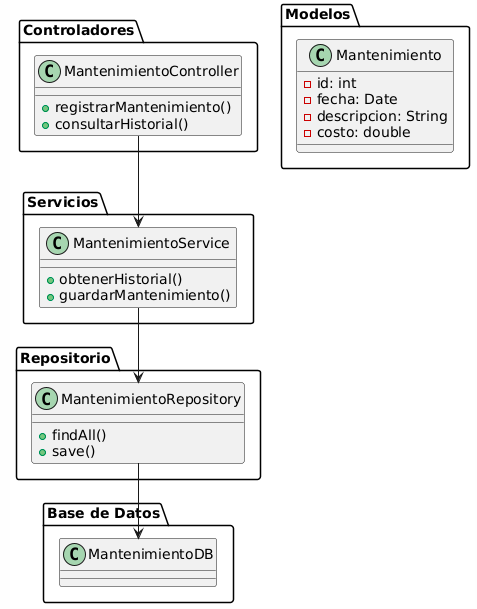 Controladores
C MantenimientoController
registrarMantenimiento()
consultarHistorial()
Modelos
C Mantenimiento
id: int
fecha: Date
descripcion: String
costo: double
Servicios
C MantenimientoService
obtenerHistorial()
guardarMantenimiento()
Repositorio
C MantenimientoRepository
findAll()
save()
Base de Datos
C MantenimientoDB